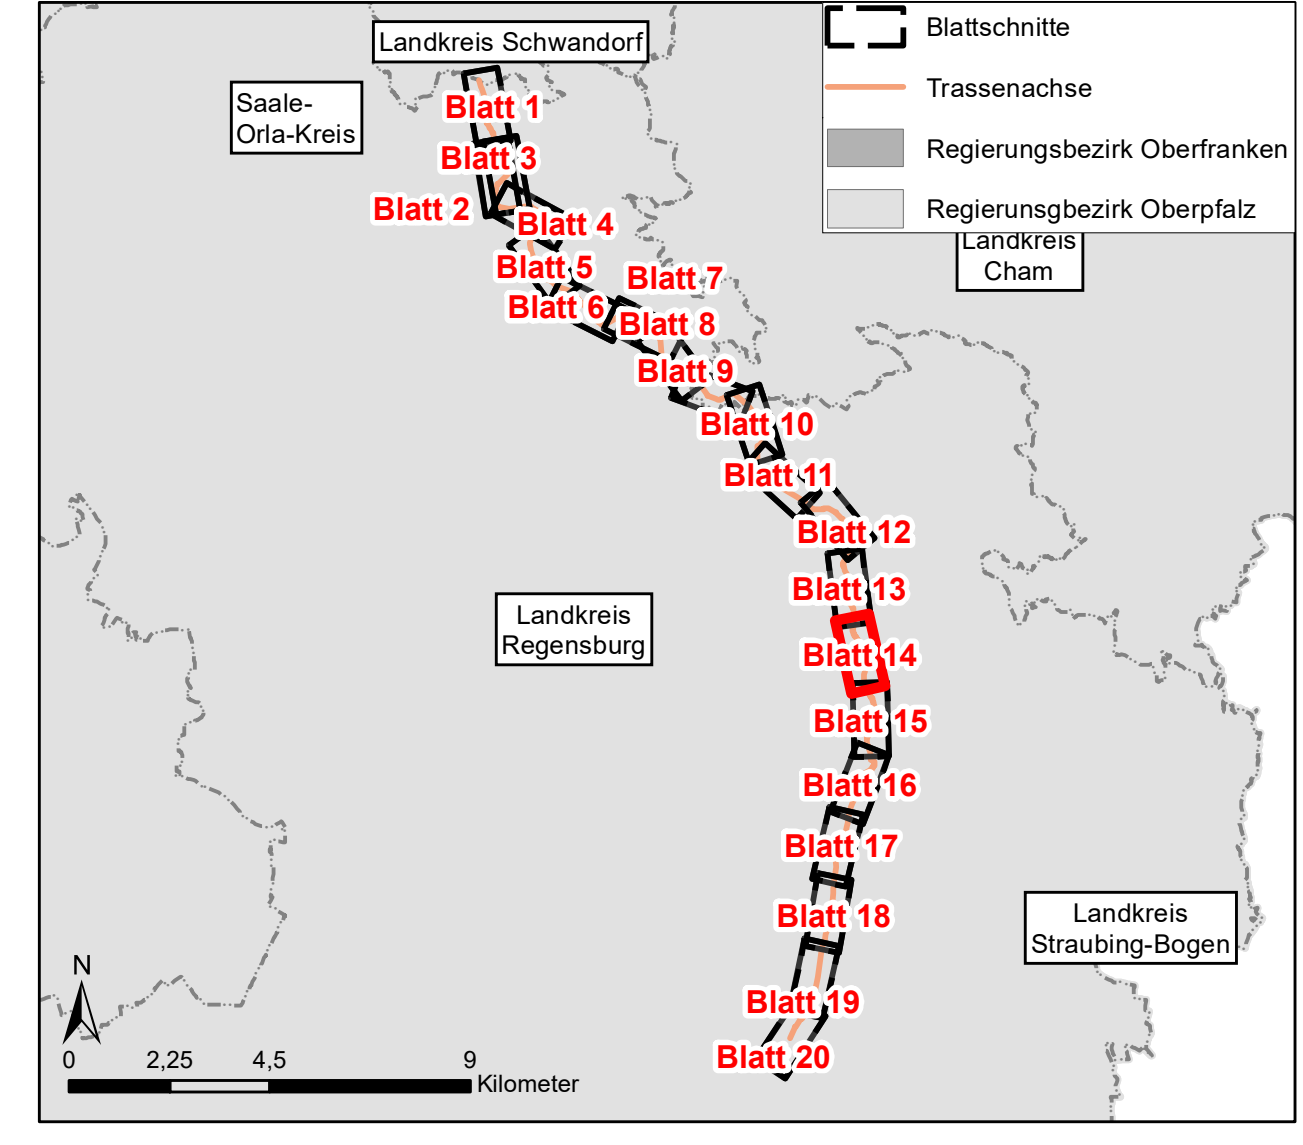 Landkreis Schwandorf
Saale-
Orla-Kreis
Blattschnitte
Trassenachse
Regierungsbezirk Oberfranken
Regierunsgbezirk Oberpfalz
Landkreis
Cham
Blatt 1
Blatt 3
Blatt 2
Blatt 4
Blatt 5
Blatt 7
Blatt 6
Blatt 8
Blatt 9
Blatt 10
Blatt 11
Blatt 12
Blatt 13
Landkreis
Regensburg
Blatt 14
Blatt 15
Blatt 16
Blatt 17
Blatt 18
Landkreis
Straubing-Bogen
Blatt 19
Blatt 20
N
0 2,25 4,5 9
Kilometer